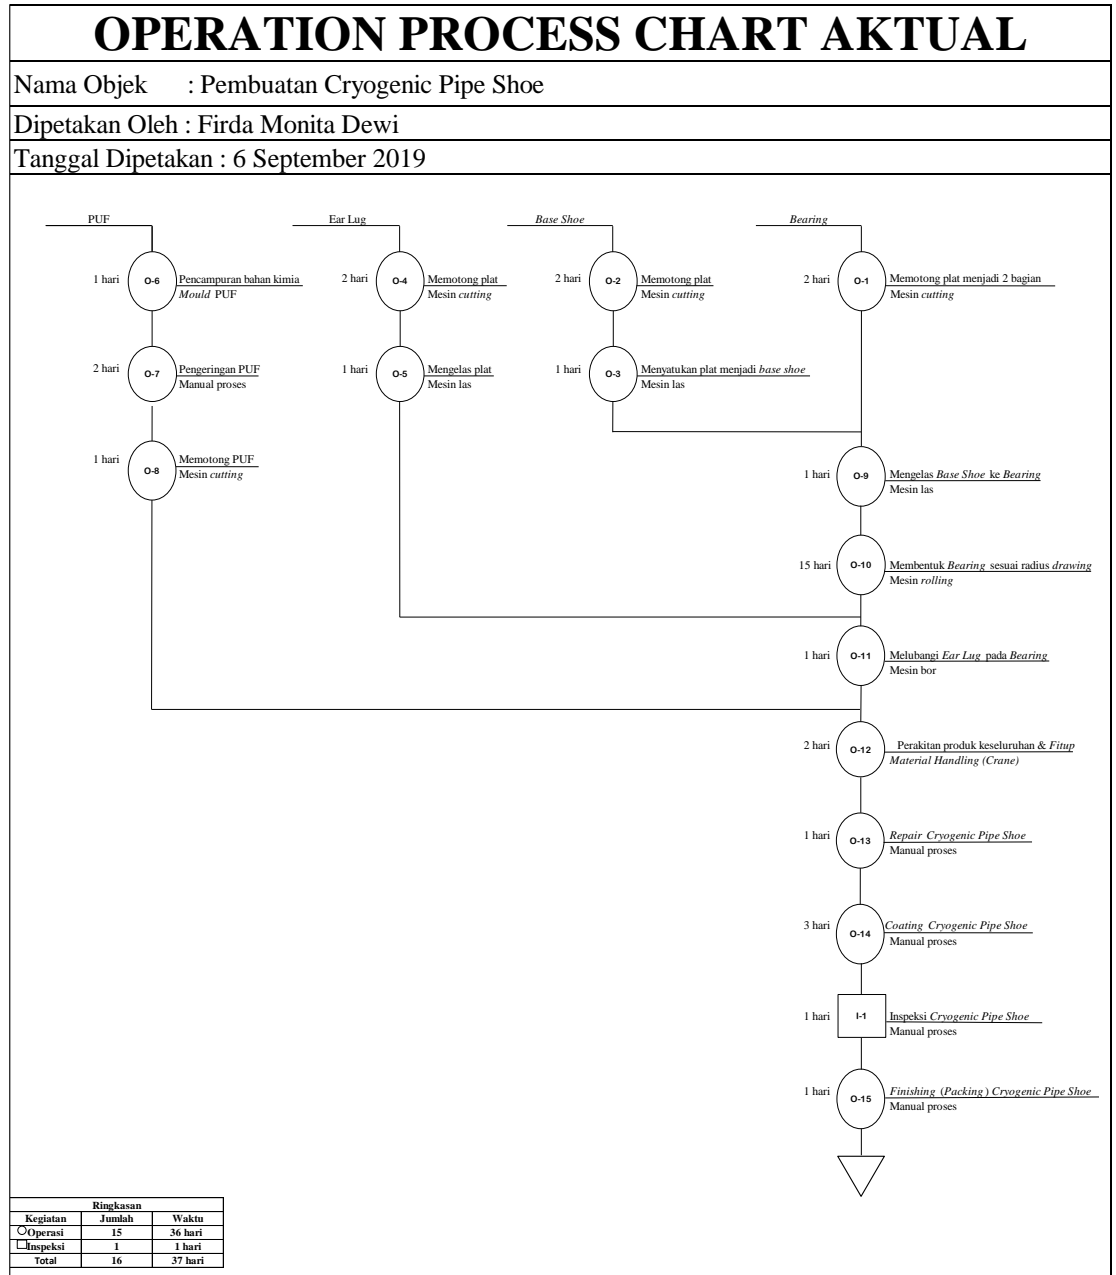 OPERATION PROCESS CHART AKTUAL
Nama Objek : Pembuatan Cryogenic Pipe Shoe
Dipetakan Oleh : Firda Monita Dewi
Tanggal Dipetakan : 6 September 2019
PUF
Ear Lug
Base Shoe
Bearing
1 hari
O-6
Pencampuran bahan kimia
Mould PUF
2 hari
O-4
Memotong plat
Mesin cutting
2 hari
O-2
Memotong plat
Mesin cutting
2 hari
O-1
Memotong plat menjadi 2 bagian
Mesin cutting
2 hari
O-7
Pengeringan PUF
Manual proses
1 hari
O-5
Mengelas plat
Mesin las
1 hari
O-3
Menyatukan plat menjadi base shoe
Mesin las
1 hari
O-8
Memotong PUF
Mesin cutting
1 hari
O-9
Mengelas Base Shoe ke Bearing
Mesin las
15 hari
O-10
Membentuk Bearing sesuai radius drawing
Mesin rolling
1 hari
O-11
Melubangi Ear Lug pada Bearing
Mesin bor
2 hari
O-12
Perakitan produk keseluruhan & Fitup
Material Handling (Crane)
1 hari
O-13
Repair Cryogenic Pipe Shoe
Manual proses
3 hari
O-14
Coating Cryogenic Pipe Shoe
Manual proses
1 hari
I-1
Inspeksi Cryogenic Pipe Shoe
Manual proses
1 hari
O-15
Finishing (Packing) Cryogenic Pipe Shoe
Manual proses
Ringkasan
Kegiatan Jumlah Waktu
Operasi 15 36 hari
Inspeksi 1 1 hari
Total 16 37 hari